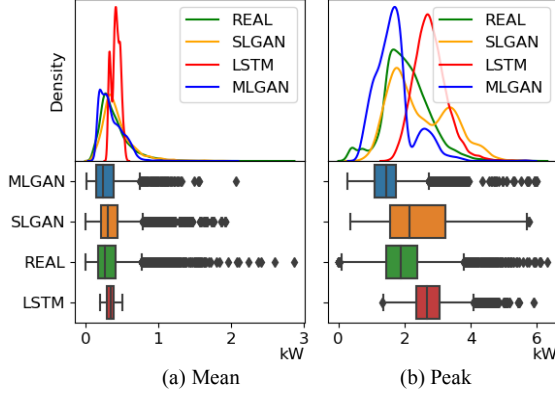 Density
REAL
SLGAN
LSTM
MLGAN
REAL
SLGAN
LSTM
MLGAN
MLGAN
SLGAN
REAL
LSTM
0 1 2 3
kW
0 2 4 6
kW
(a) Mean
(b) Peak